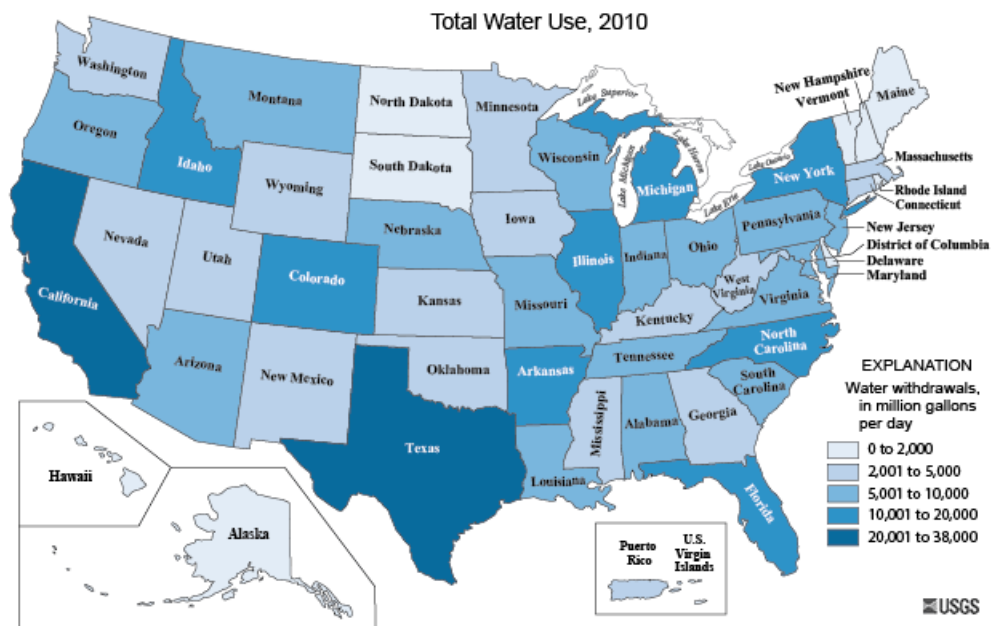 Total Water Use, 2010
Washington
Oregon
Idaho
Montana
North Dakota
South Dakota
Minnesota
Wisconsin
Lake Superior
Lake Michigan
Lake Huron
Lake Erie
Lake Ontario
Michigan
New Hampshire
Vermont
Maine
New York
Massachusetts
Rhode Island
Connecticut
New Jersey
District of Columbia
Delaware
Maryland
Pennsylvania
Wyoming
Nebraska
Iowa
Illinois
Indiana
Ohio
West
Virginia
Virginia
California
Nevada
Utah
Colorado
Kansas
Missouri
Kentucky
North
Carolina
Tennessee
South
Carolina
Arizona
New Mexico
Oklahoma
Arkansas
Texas
Louisiana
Mississippi
Alabama
Georgia
Florida
Hawaii
Alaska
Puerto
Rico
U.S.
Virgin
Islands
EXPLANATION
Water withdrawals,
in million gallons
per day
0 to 2,000
2,001 to 5,000
5,001 to 10,000
10,001 to 20,000
20,001 to 38,000
USGS